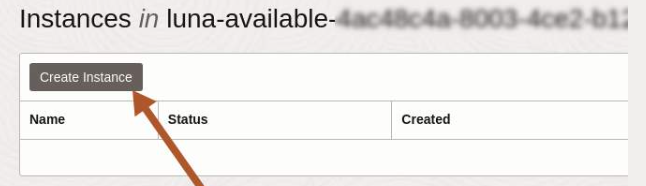 Instances in luna-available-
Create Instance
Name Status Created